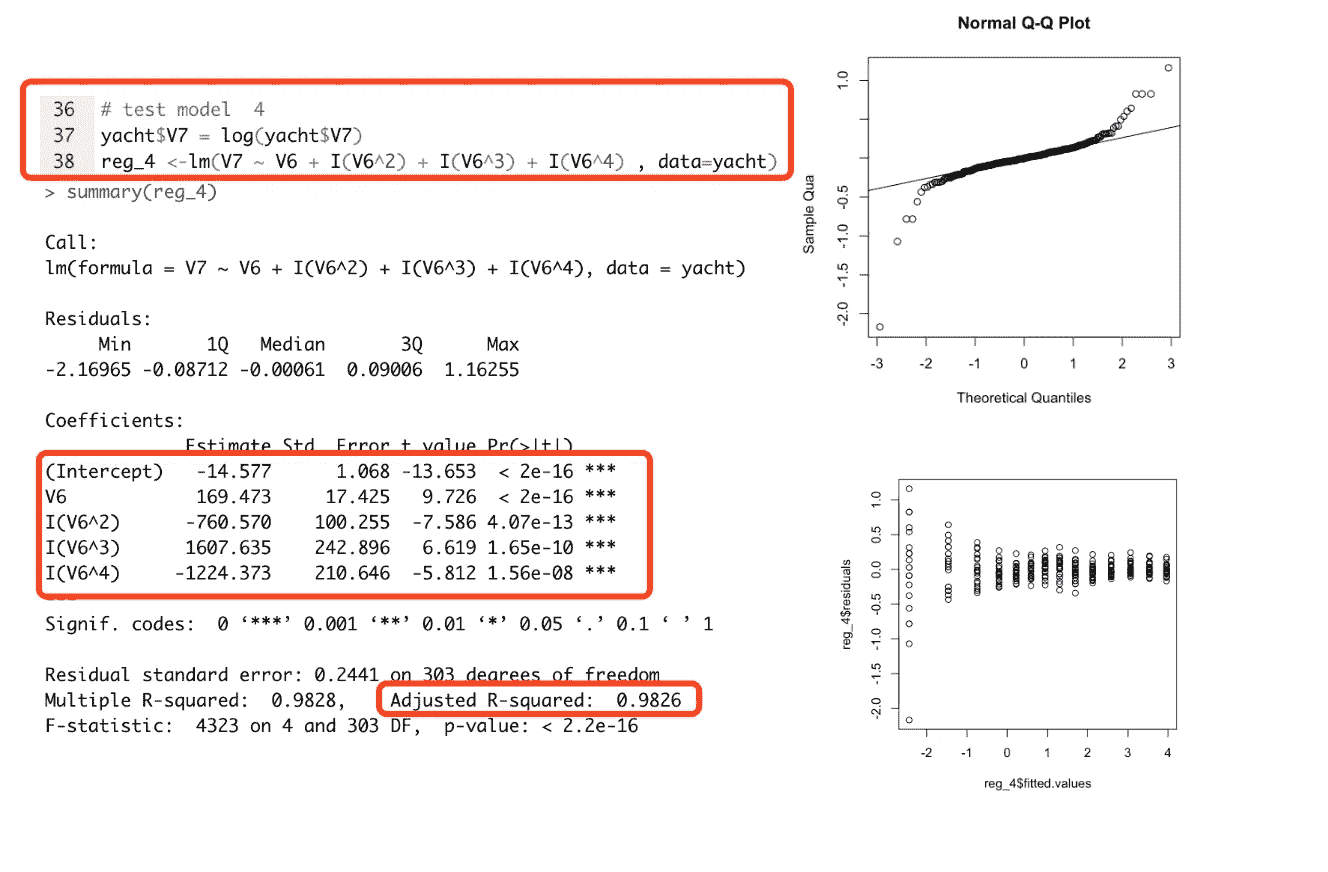 36 # test model 4
37 yacht$V7 = log(yacht$V7)
38 reg_4 <-lm(V7 ~ V6 + I(V6^2) + I(V6^3) + I(V6^4) , data=yacht)
> summary(reg_4)
Call:
lm(formula = V7 ~ V6 + I(V6^2) + I(V6^3) + I(V6^4), data = yacht)
Residuals:
Min 1Q Median 3Q Max
-2.16965 -0.08712 -0.00061 0.09006 1.16255
Coefficients:
Estimate Std. Error t value Pr(>|t|)
(Intercept) -14.577 1.068 -13.653 < 2e-16 ***
V6 169.473 17.425 9.726 < 2e-16 ***
I(V6^2) -760.570 100.255 -7.586 4.07e-13 ***
I(V6^3) 1607.635 242.896 6.619 1.65e-10 ***
I(V6^4) -1224.373 210.646 -5.812 1.56e-08 ***
---
Signif. codes: 0 ‘***’ 0.001 ‘**’ 0.01 ‘*’ 0.05 ‘.’ 0.1 ‘ ’ 1
Residual standard error: 0.2441 on 303 degrees of freedom
Multiple R-squared: 0.9828, Adjusted R-squared: 0.9826
F-statistic: 4323 on 4 and 303 DF, p-value: < 2.2e-16
Normal Q-Q Plot
Sample Qua
1.0
-0.5
-1.0
-1.5
-2.0
-3 -2 -1 0 1 2 3
Theoretical Quantiles
reg_4$residuals
1.0
0.5
0.0
-0.5
-1.0
-1.5
-2.0
-2 -1 0 1 2 3 4
reg_4$fitted.values